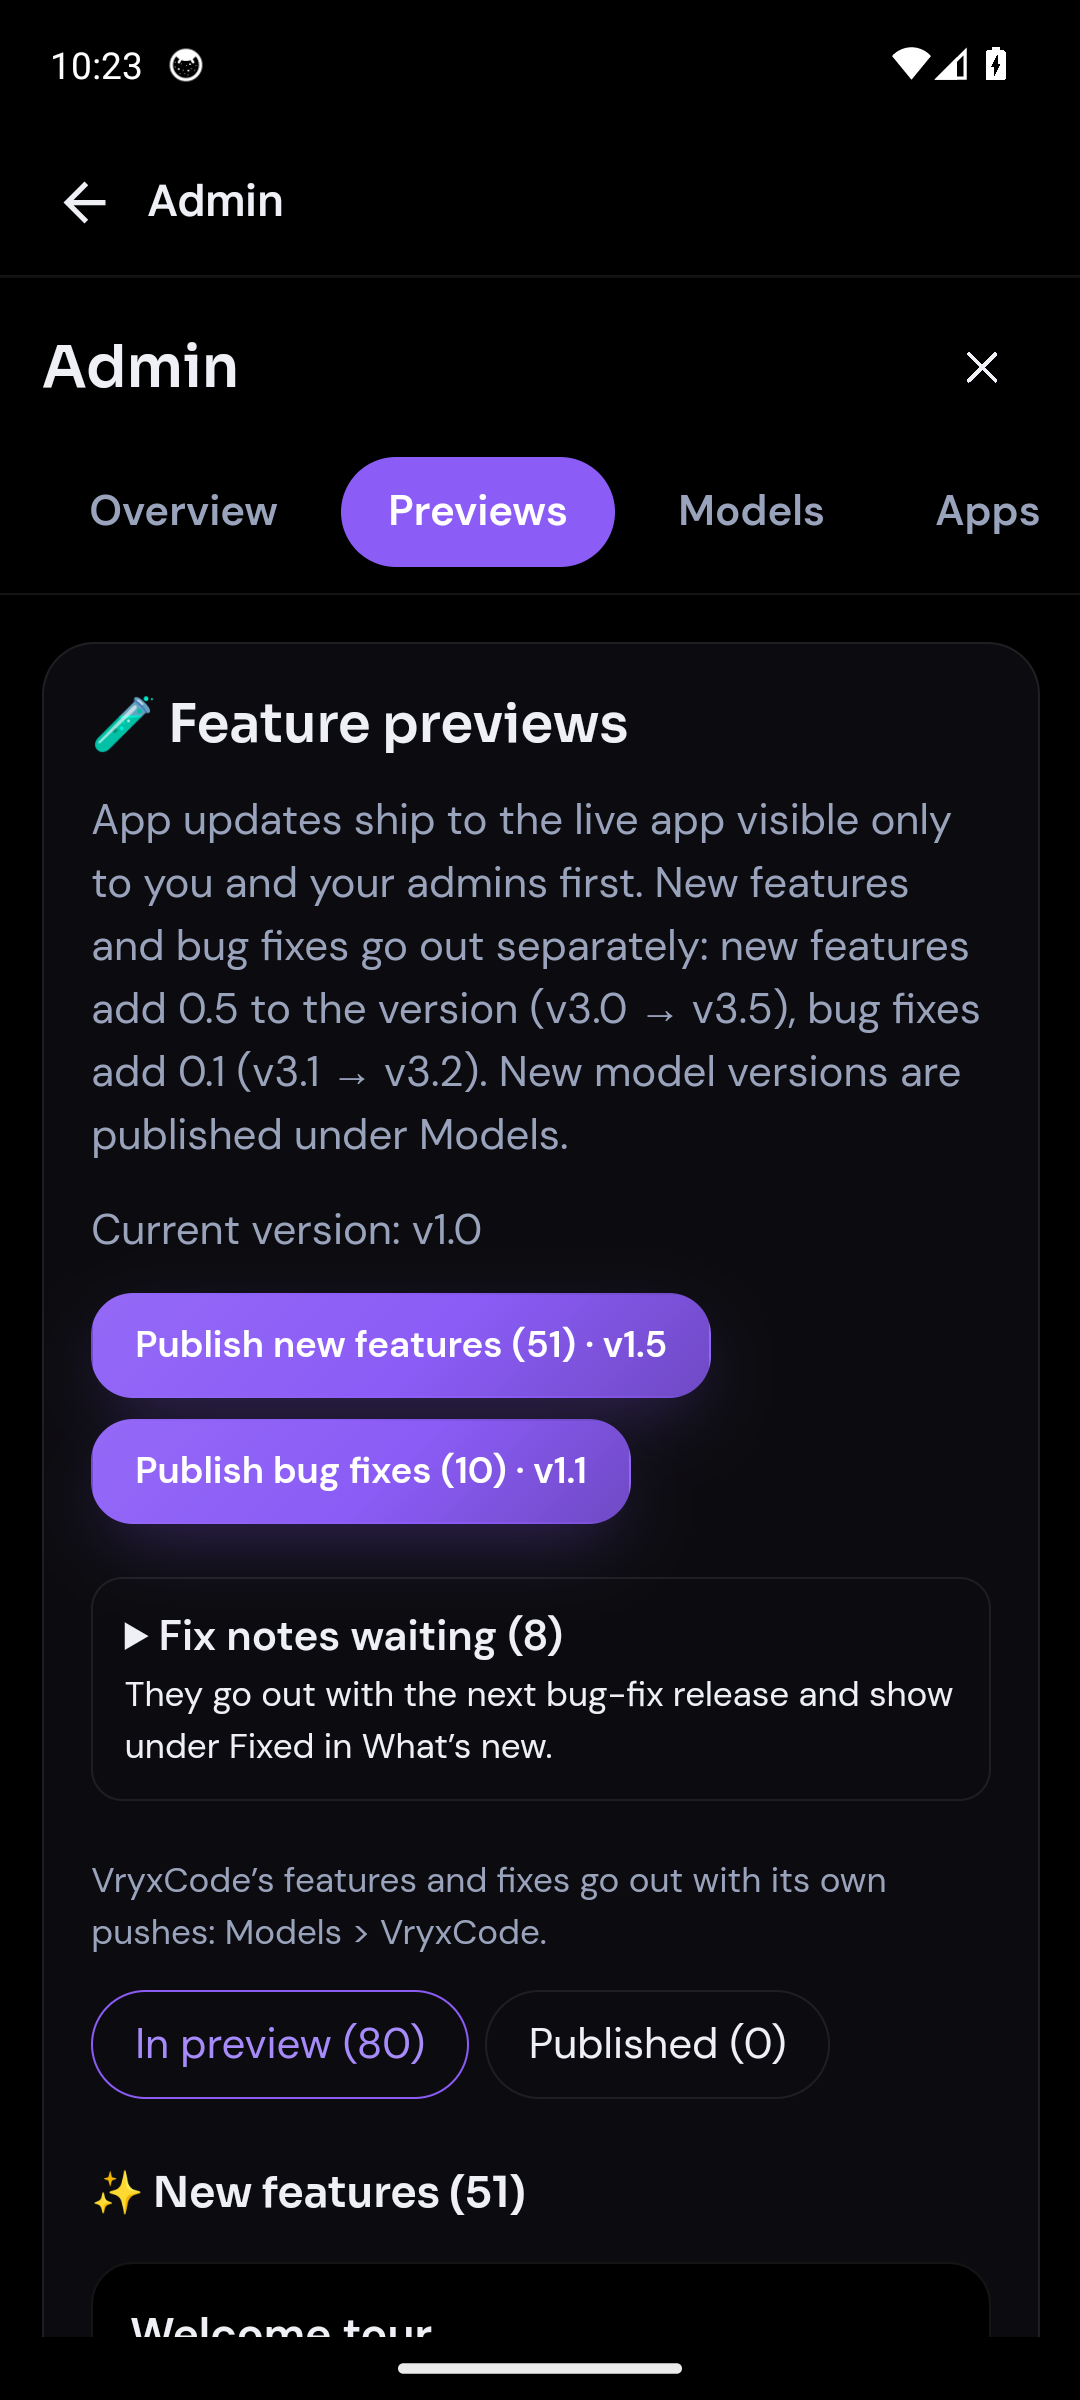 10:23
Admin
Admin
Overview Previews Models Apps
Feature previews
App updates ship to the live app visible only
to you and your admins first. New features
and bug fixes go out separately: new features
add 0.5 to the version (v3.0 → v3.5), bug fixes
add 0.1 (v3.1 → v3.2). New model versions are
published under Models.
Current version: v1.0
Publish new features (51) · v1.5
Publish bug fixes (10) · v1.1
Fix notes waiting (8)
They go out with the next bug-fix release and show
under Fixed in What’s new.
VryxCode’s features and fixes go out with its own
pushes: Models > VryxCode.
In preview (80) Published (0)
New features (51)
Welcome tour